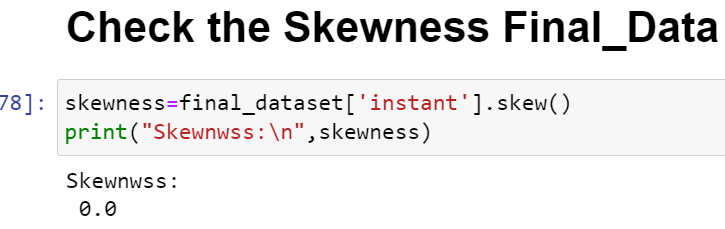 Check the Skewness Final_Data
78]: skewness=final_dataset['instant'].skew()
print("Skewnwss:\n",skewness)
Skewnwss:
0.0